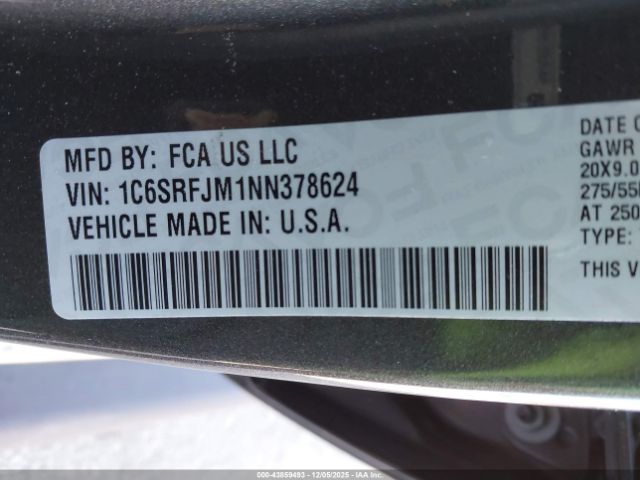 MFD BY: FCA US LLC
VIN: 1C6SRFJM1NN378624
VEHICLE MADE IN: U.S.A.
DATE O
GAWR
20X9.0
275/55
AT 250
TYPE:
THIS V
000-43859493 • 12/05/2025 • IAA Inc.